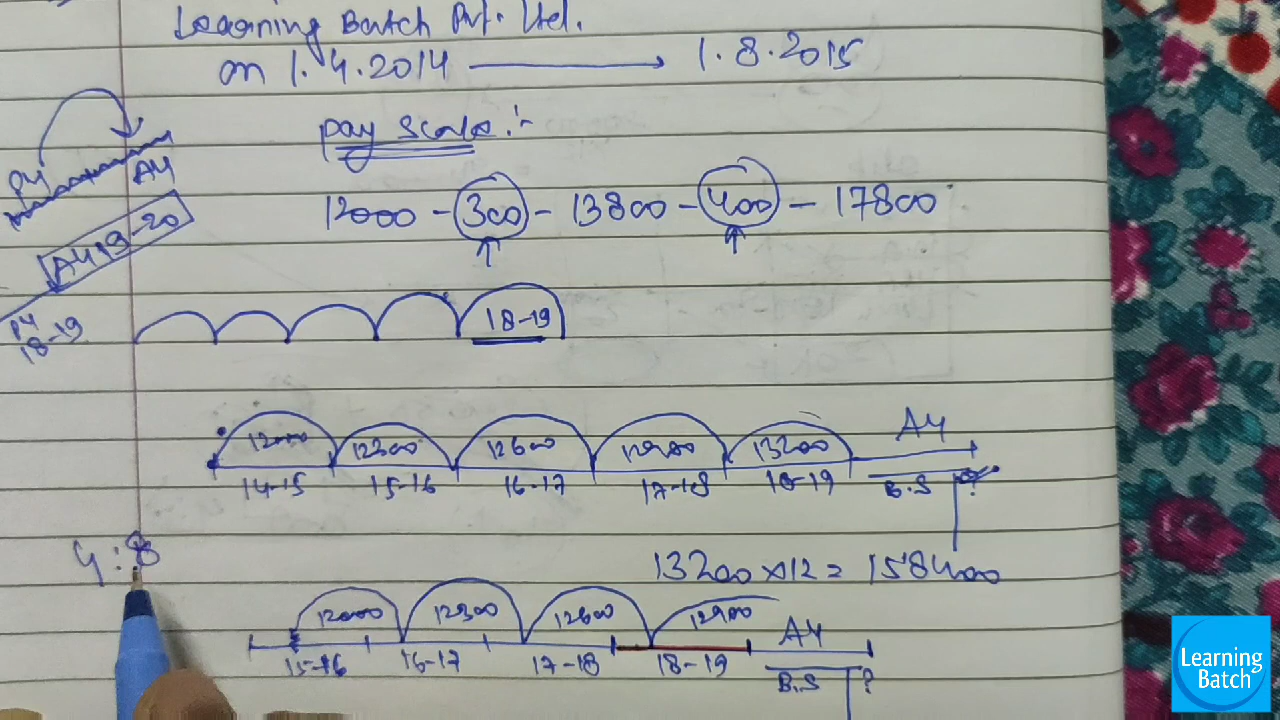 Learning Batch Pvt. Ltd.
on 1.4.2014 → 1.8.2015
pay scale :-
PY AY
12000 - 300 - 13800 - 400 - 17800
AY 19-20
PY
18-19
18-19
12000 12300 12600 12900 13200 AY
14-15 15-16 16-17 17-18 18-19 B.S ?
4:8
13200 x 12 = 158400
12000 12300 12600 12900 AY
15-16 16-17 17-18 18-19 B.S ?
Learning
Batch